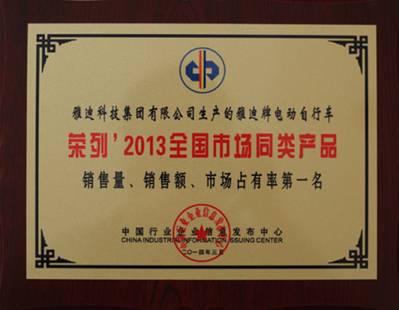 雅迪科技集团有限公司生产的雅迪牌电动自行车
荣列'2013全国市场同类产品
销售量、销售额、市场占有率第一名
中国行业企业信息发布中心
CHINA INDUSTRIAL INFORMATION ISSUING CENTER
二〇一四年三月